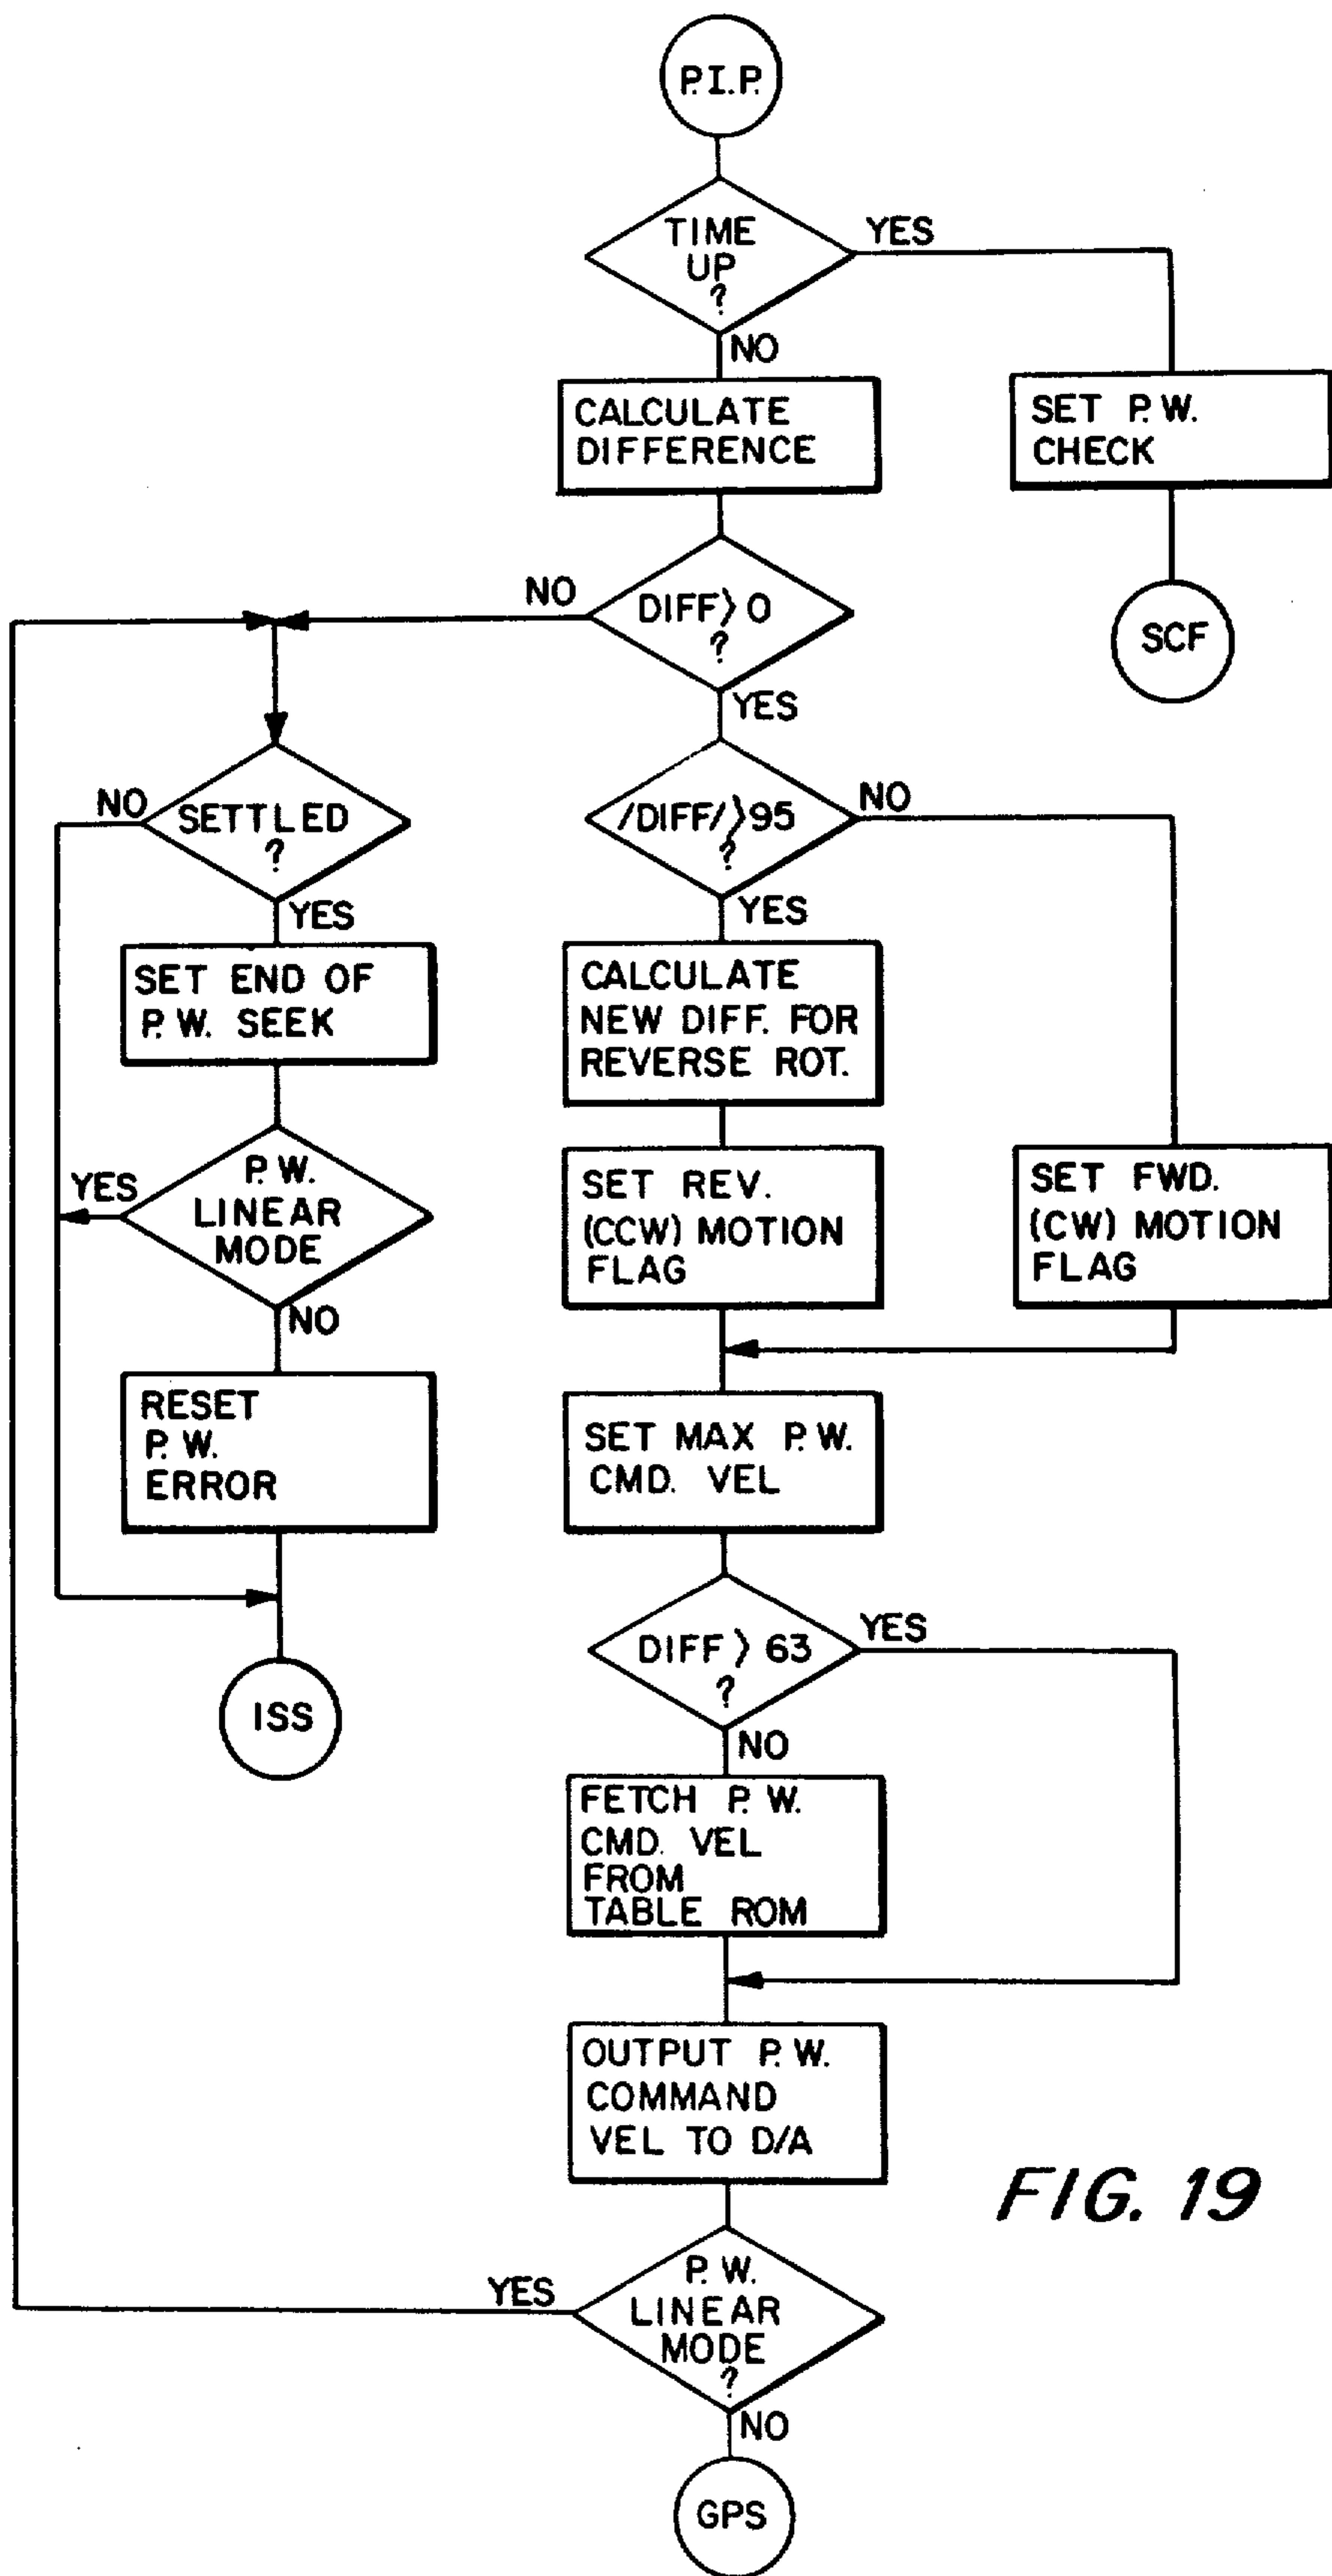 P.I.P.
TIME
UP
?
YES
NO
CALCULATE
DIFFERENCE
SET P.W.
CHECK
SCF
DIFF > 0
?
NO
YES
SETTLED
?
NO
YES
/DIFF/ > 95
?
NO
YES
SET END OF
P.W. SEEK
CALCULATE
NEW DIFF. FOR
REVERSE ROT.
P.W.
LINEAR
MODE
YES
NO
SET REV.
(CCW) MOTION
FLAG
SET FWD.
(CW) MOTION
FLAG
RESET
P.W.
ERROR
SET MAX P.W.
CMD. VEL
ISS
DIFF > 63
?
YES
NO
FETCH P.W.
CMD. VEL
FROM
TABLE ROM
OUTPUT P.W.
COMMAND
VEL TO D/A
FIG. 19
P.W.
LINEAR
MODE
?
YES
NO
GPS